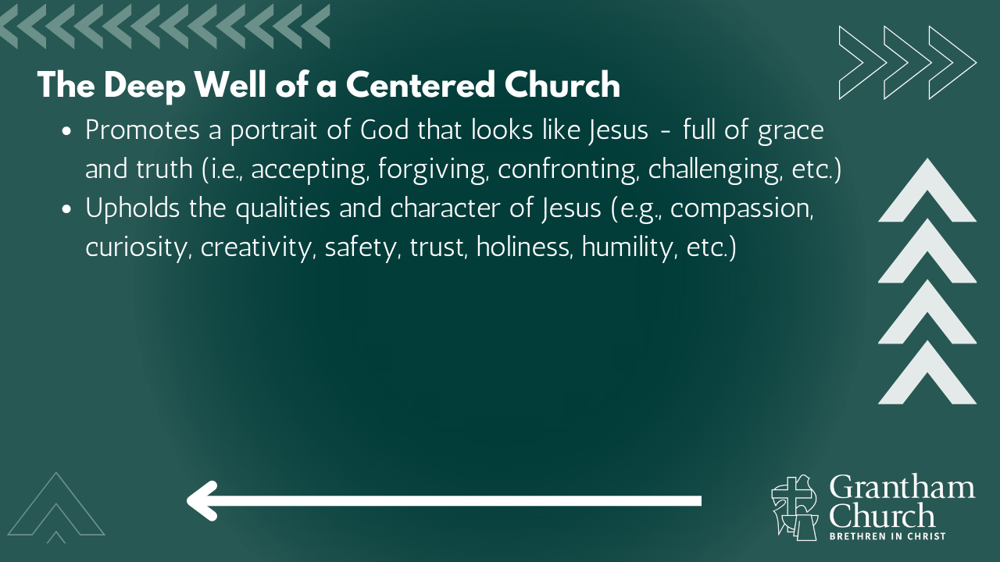 The Deep Well of a Centered Church
• Promotes a portrait of God that looks like Jesus - full of grace
and truth (i.e., accepting, forgiving, confronting, challenging, etc.)
• Upholds the qualities and character of Jesus (e.g., compassion,
curiosity, creativity, safety, trust, holiness, humility, etc.)
Grantham
Church
BRETHREN IN CHRIST